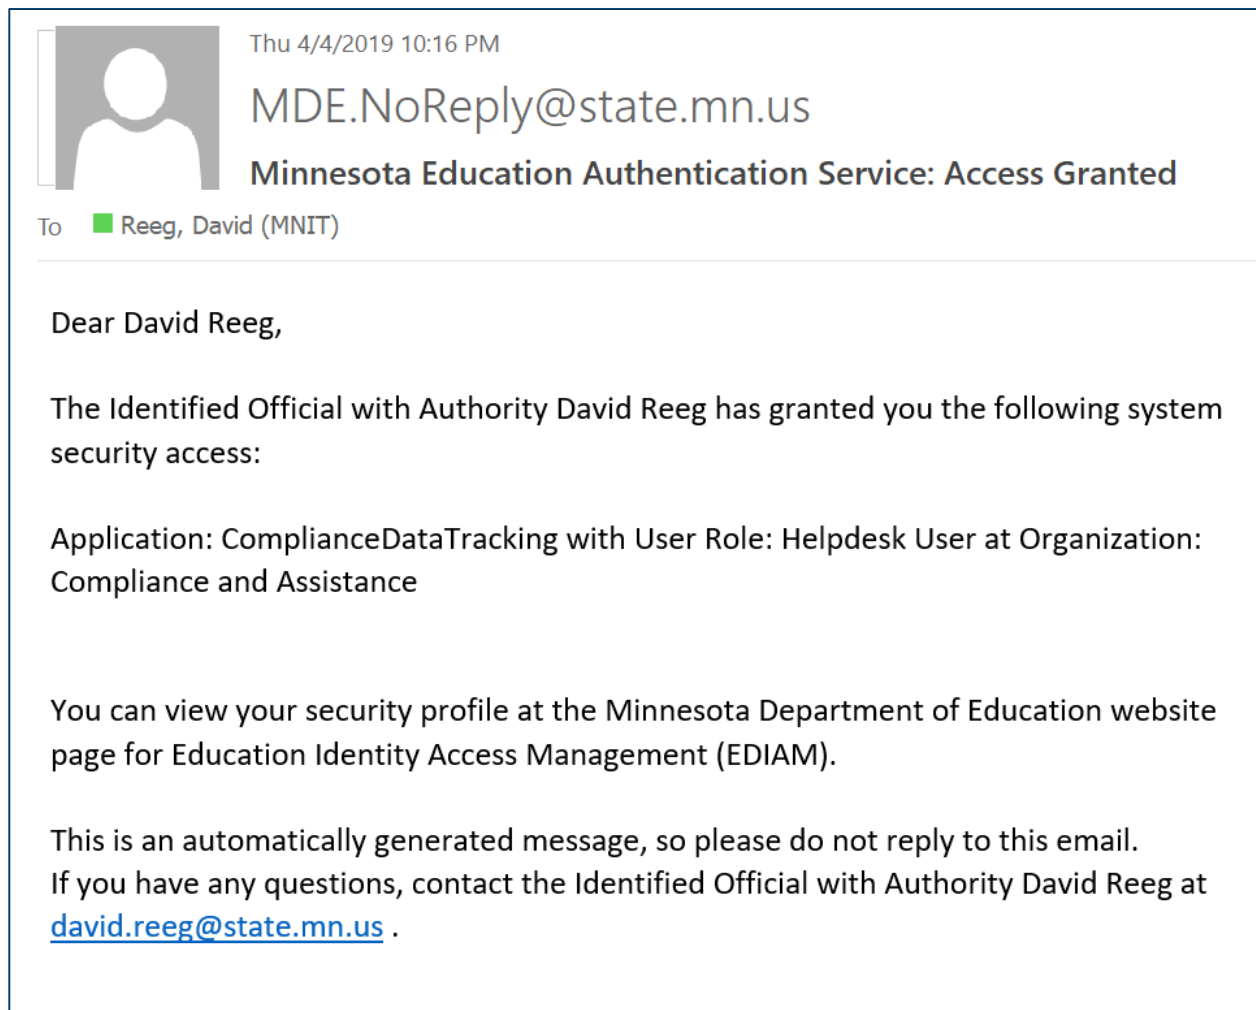 Thu 4/4/2019 10:16 PM
MDE.NoReply@state.mn.us
Minnesota Education Authentication Service: Access Granted
To Reeg, David (MNIT)
Dear David Reeg,
The Identified Official with Authority David Reeg has granted you the following system
security access:
Application: ComplianceDataTracking with User Role: Helpdesk User at Organization:
Compliance and Assistance
You can view your security profile at the Minnesota Department of Education website
page for Education Identity Access Management (EDIAM).
This is an automatically generated message, so please do not reply to this email.
If you have any questions, contact the Identified Official with Authority David Reeg at
david.reeg@state.mn.us .